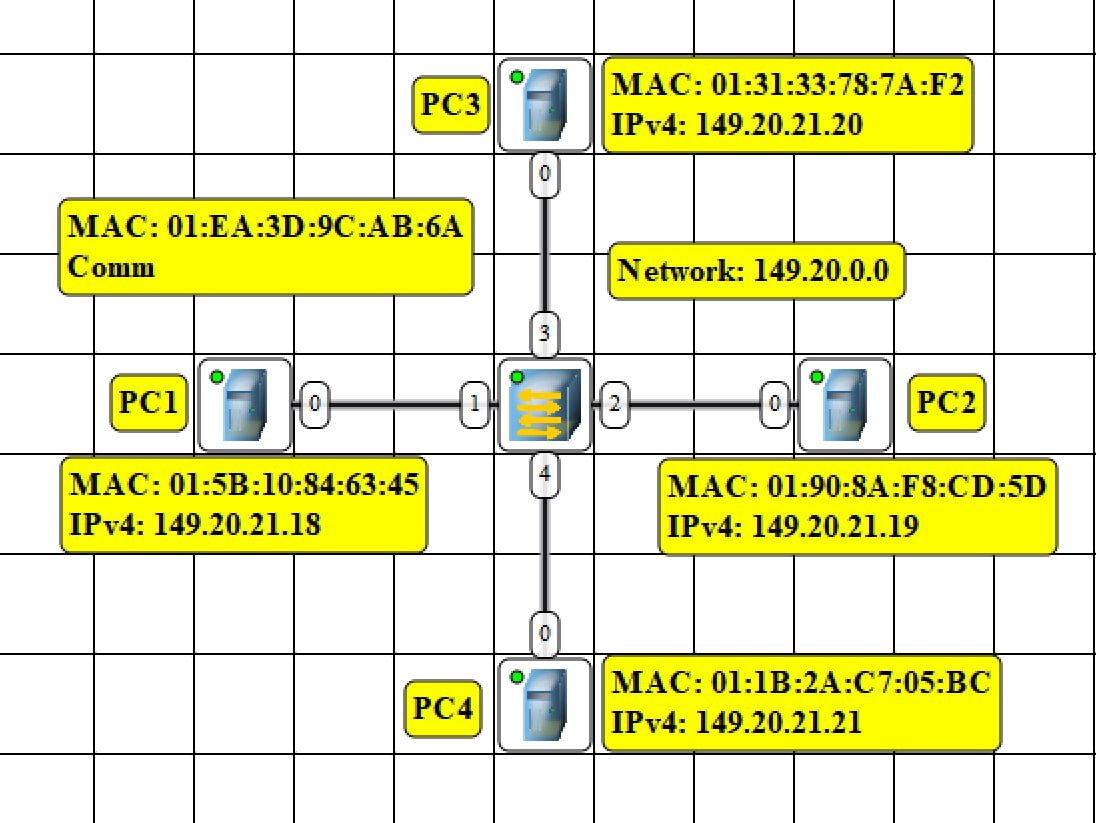 PC3
MAC: 01:31:33:78:7A:F2
IPv4: 149.20.21.20
0
MAC: 01:EA:3D:9C:AB:6A
Comm
Network: 149.20.0.0
3
PC1
0
1
2
0
PC2
MAC: 01:5B:10:84:63:45
IPv4: 149.20.21.18
4
MAC: 01:90:8A:F8:CD:5D
IPv4: 149.20.21.19
0
PC4
MAC: 01:1B:2A:C7:05:BC
IPv4: 149.20.21.21